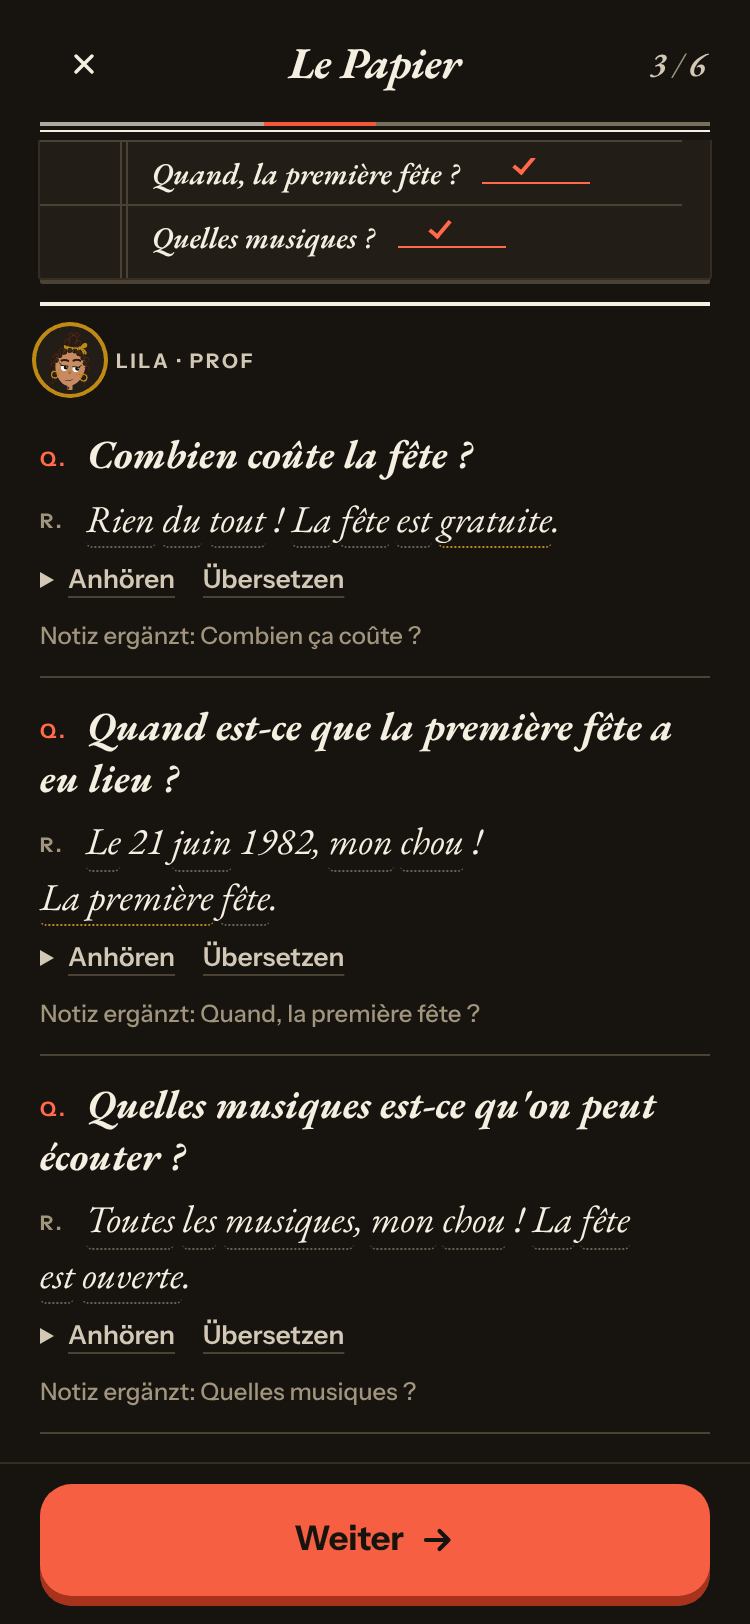 Le Papier
3 / 6
Quand, la première fête ?
Quelles musiques ?
LILA · PROF
Q. Combien coûte la fête ?
R. Rien du tout ! La fête est gratuite.
Anhören Übersetzen
Notiz ergänzt: Combien ça coûte ?
Q. Quand est-ce que la première fête a
eu lieu ?
R. Le 21 juin 1982, mon chou !
La première fête.
Anhören Übersetzen
Notiz ergänzt: Quand, la première fête ?
Q. Quelles musiques est-ce qu'on peut
écouter ?
R. Toutes les musiques, mon chou ! La fête
est ouverte.
Anhören Übersetzen
Notiz ergänzt: Quelles musiques ?
Weiter →